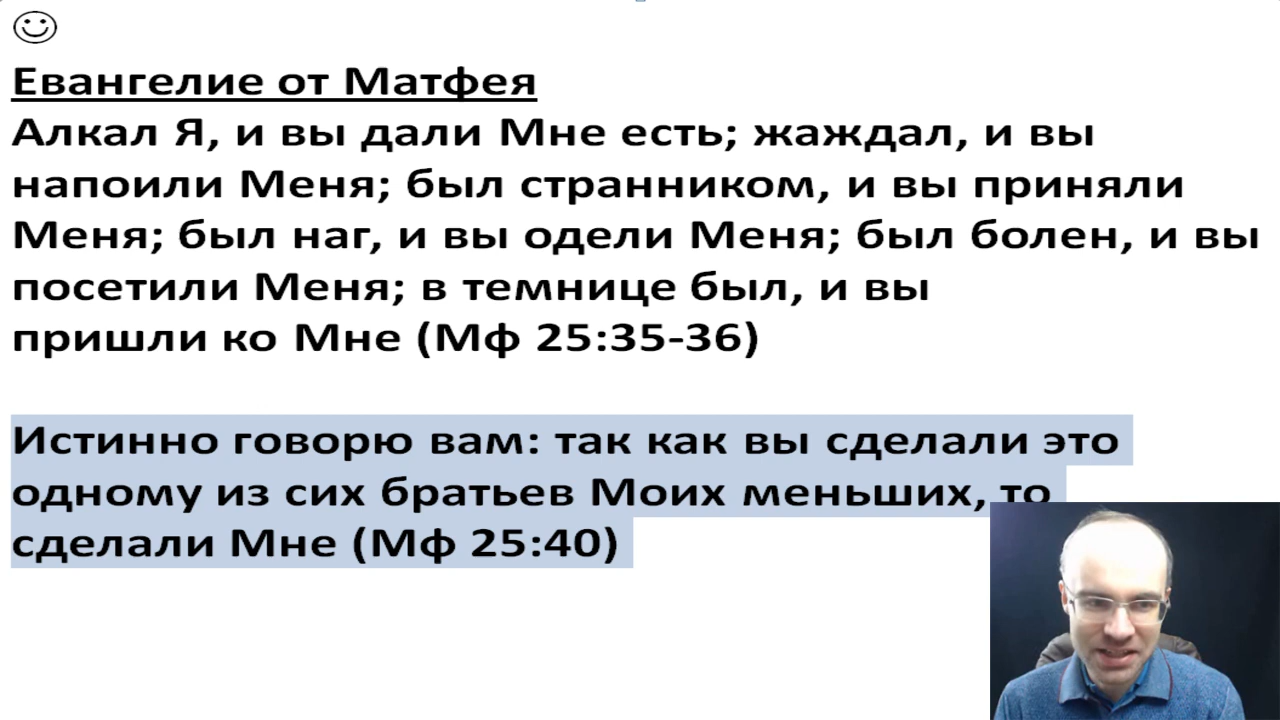 Евангелие от Матфея
Алкал Я, и вы дали Мне есть; жаждал, и вы
напоили Меня; был странником, и вы приняли
Меня; был наг, и вы одели Меня; был болен, и вы
посетили Меня; в темнице был, и вы
пришли ко Мне (Мф 25:35-36)
Истинно говорю вам: так как вы сделали это
одному из сих братьев Моих меньших, то
сделали Мне (Мф 25:40)